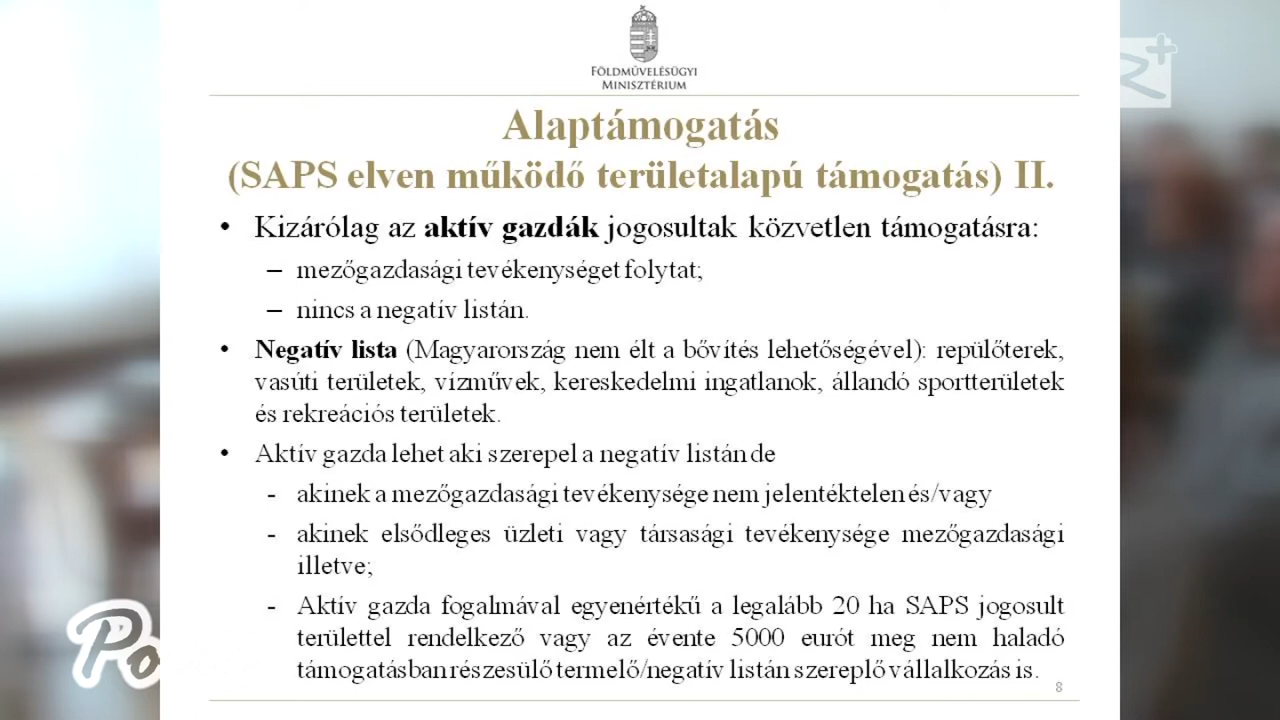 FÖLDMŰVELÉSÜGYI
MINISZTÉRIUM
R+
Alaptámogatás
(SAPS elven működő területalapú támogatás) II.
• Kizárólag az aktív gazdák jogosultak közvetlen támogatásra:
– mezőgazdasági tevékenységet folytat;
– nincs a negatív listán.
• Negatív lista (Magyarország nem élt a bővítés lehetőségével): repülőterek,
vasúti területek, vízművek, kereskedelmi ingatlanok, állandó sportterületek
és rekreációs területek.
• Aktív gazda lehet aki szerepel a negatív listán de
- akinek a mezőgazdasági tevékenysége nem jelentéktelen és/vagy
- akinek elsődleges üzleti vagy társasági tevékenysége mezőgazdasági
illetve;
- Aktív gazda fogalmával egyenértékű a legalább 20 ha SAPS jogosult
területtel rendelkező vagy az évente 5000 eurót meg nem haladó
támogatásban részesülő termelő/negatív listán szereplő vállalkozás is.
Po
8